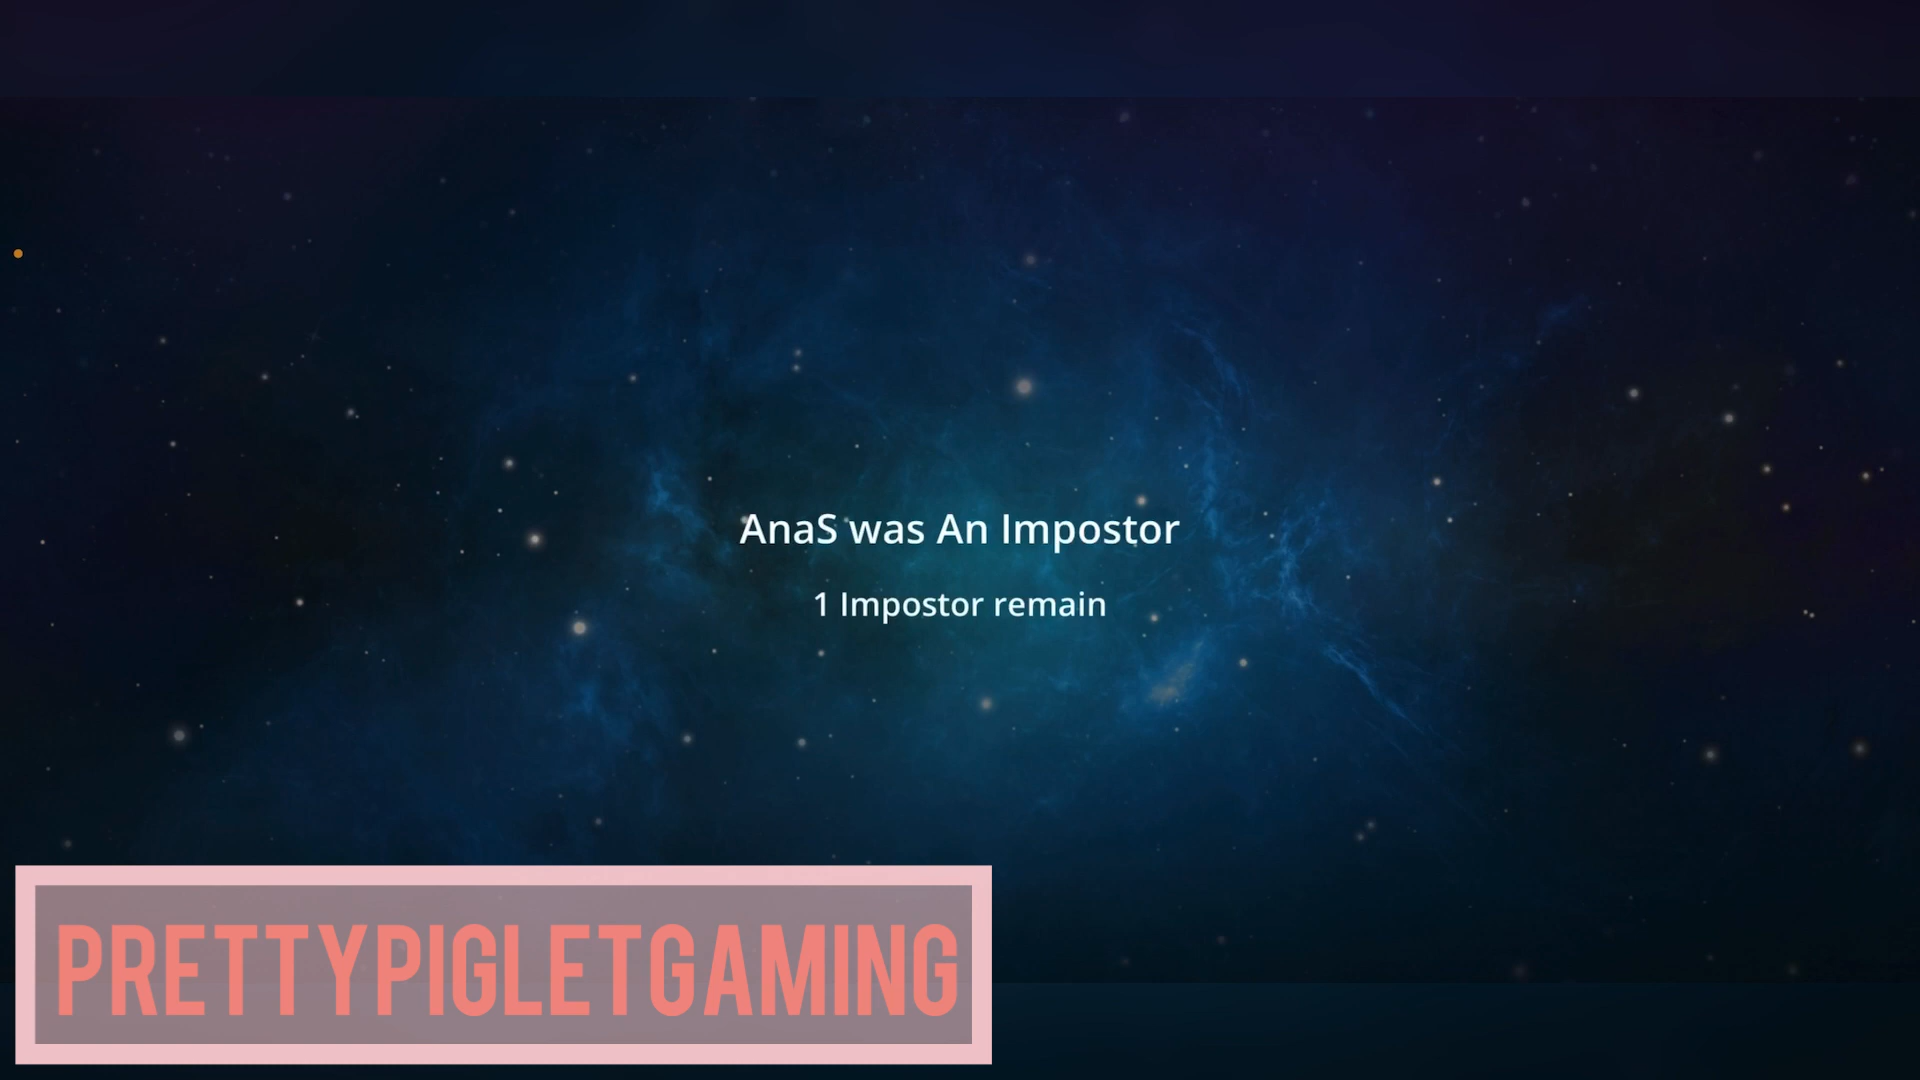 AnaS was An Impostor
1 Impostor remain
PRETTYPIGLETGAMING